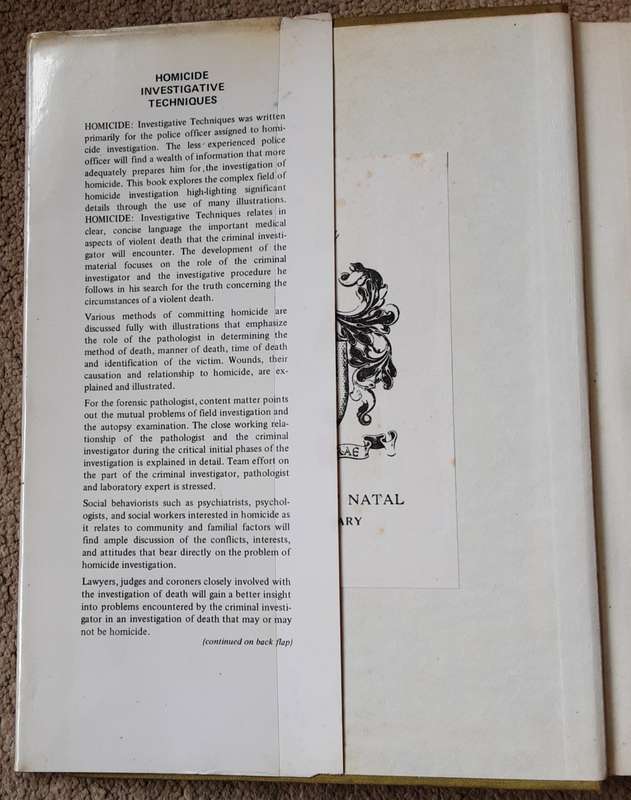 HOMICIDE
INVESTIGATIVE
TECHNIQUES
HOMICIDE: Investigative Techniques was written
primarily for the police officer assigned to homi-
cide investigation. The less experienced police
officer will find a wealth of information that more
adequately prepares him for the investigation of
homicide. This book explores the complex field of
homicide investigation high-lighting significant
details through the use of many illustrations.
HOMICIDE: Investigative Techniques relates in
clear, concise language the important medical
aspects of violent death that the criminal investi-
gator will encounter. The development of the
material focuses on the role of the criminal
investigator and the investigative procedure he
follows in his search for the truth concerning the
circumstances of a violent death.
Various methods of committing homicide are
discussed fully with illustrations that emphasize
the role of the pathologist in determining the
method of death, manner of death, time of death
and identification of the victim. Wounds, their
causation and relationship to homicide, are ex-
plained and illustrated.
For the forensic pathologist, content matter points
out the mutual problems of field investigation and
the autopsy examination. The close working rela-
tionship of the pathologist and the criminal
investigator during the critical initial phases of the
investigation is explained in detail. Team effort on
the part of the criminal investigator, pathologist
and laboratory expert is stressed.
Social behaviorists such as psychiatrists, psychol-
ogists, and social workers interested in homicide as
it relates to community and familial factors will
find ample discussion of the conflicts, interests,
and attitudes that bear directly on the problem of
homicide investigation.
Lawyers, judges and coroners closely involved with
the investigation of death will gain a better insight
into problems encountered by the criminal investi-
gator in an investigation of death that may or may
not be homicide.
(continued on back flap)
NATAL
ARY